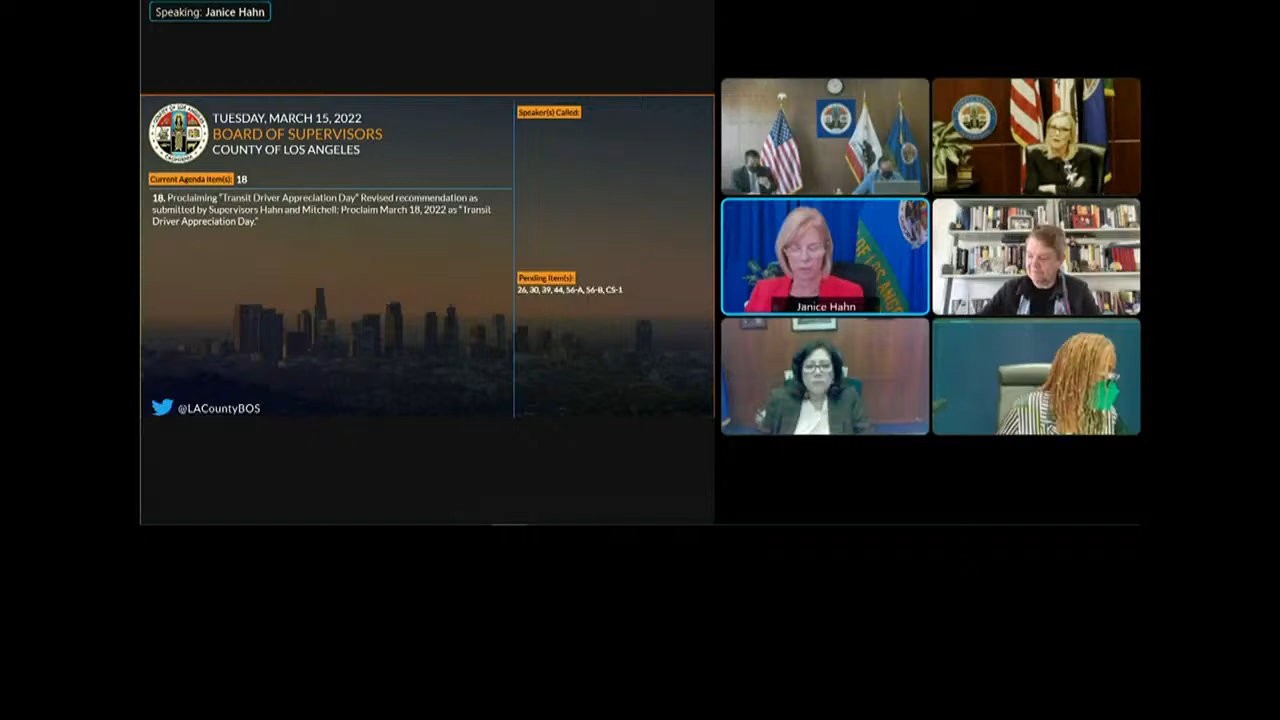 Speaking: Janice Hahn
TUESDAY, MARCH 15, 2022
BOARD OF SUPERVISORS
COUNTY OF LOS ANGELES
Current Agenda Item(s): 18
18. Proclaiming "Transit Driver Appreciation Day" Revised recommendation as
submitted by Supervisors Hahn and Mitchell: Proclaim March 18, 2022 as "Transit
Driver Appreciation Day."
@LACountyBOS
Speaker(s) Called:
Pending Item(s):
26, 30, 39, 44, 56-A, 56-B, CS-1
Janice Hahn